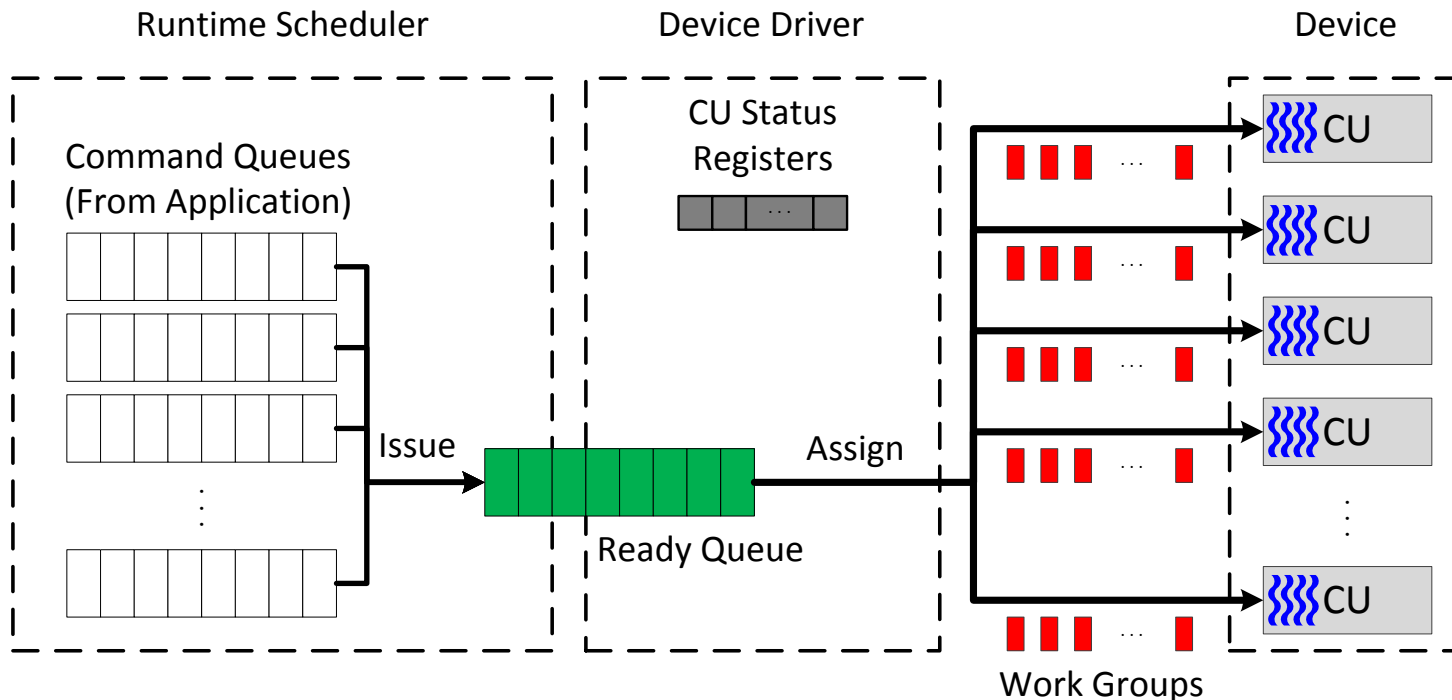 Runtime Scheduler
Device Driver
Device
Command Queues
(From Application)
CU Status
Registers
...
CU
...
CU
...
CU
...
CU
...
Issue
Assign
Ready Queue
...
...
CU
...
Work Groups